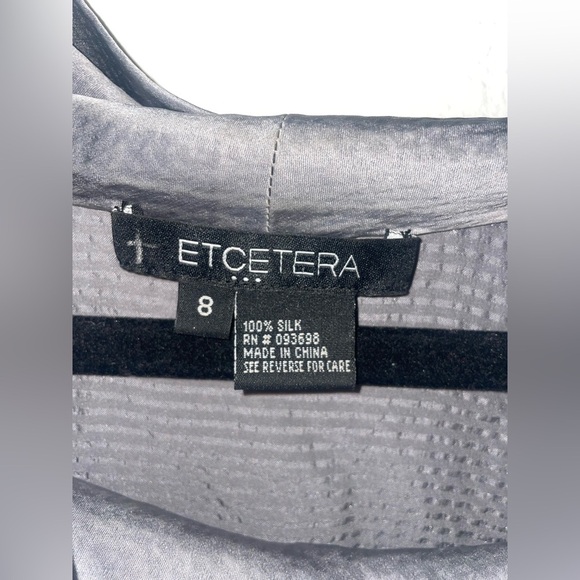 ETCETERA
8
100% SILK
RN # 093698
MADE IN CHINA
SEE REVERSE FOR CARE